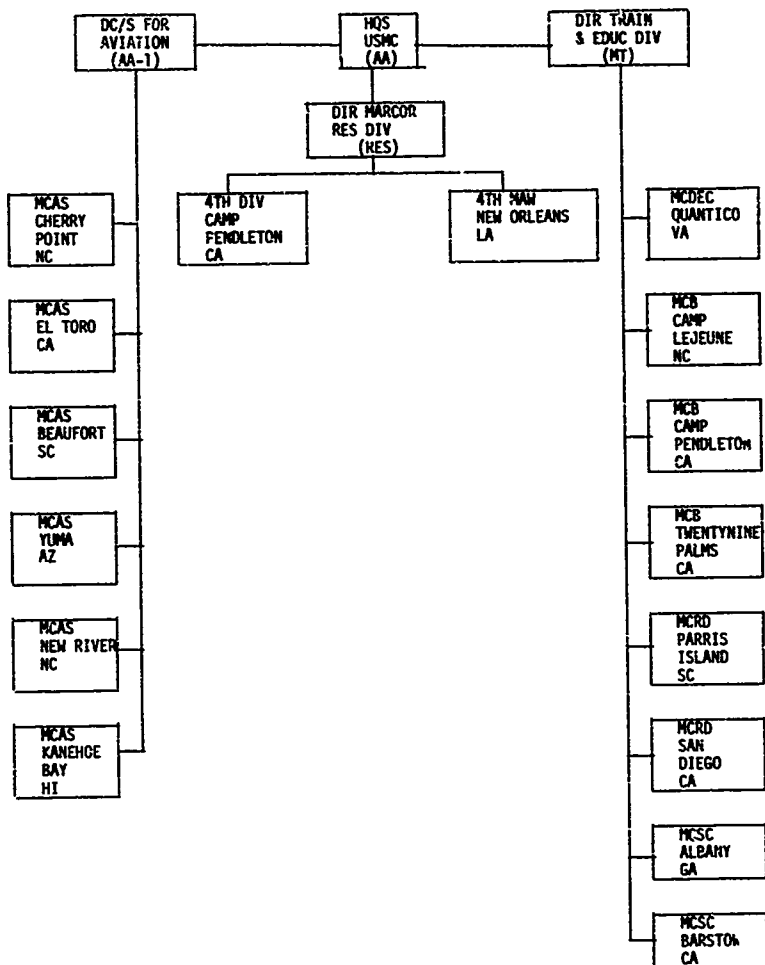 DC/S FOR
AVIATION
(AA-1)
HQS
USMC
(AA)
DIR TRAIN
& EDUC DIV
(MT)
DIR MARCOR
RES DIV
(RES)
4TH DIV
CAMP
PENDLETON
CA
4TH MAW
NEW ORLEANS
LA
MCAS
CHERRY
POINT
NC
MCAS
EL TORO
CA
MCAS
BEAUFORT
SC
MCAS
YUMA
AZ
MCAS
NEW RIVER
NC
MCAS
KANEHOE
BAY
HI
MCDEC
QUANTICO
VA
MCB
CAMP
LEJEUNE
NC
MCB
CAMP
PENDLETON
CA
MCB
TWENTYNINE
PALMS
CA
MCRD
PARRIS
ISLAND
SC
MCRD
SAN
DIEGO
CA
MCSC
ALBANY
GA
MCSC
BARSTOW
CA